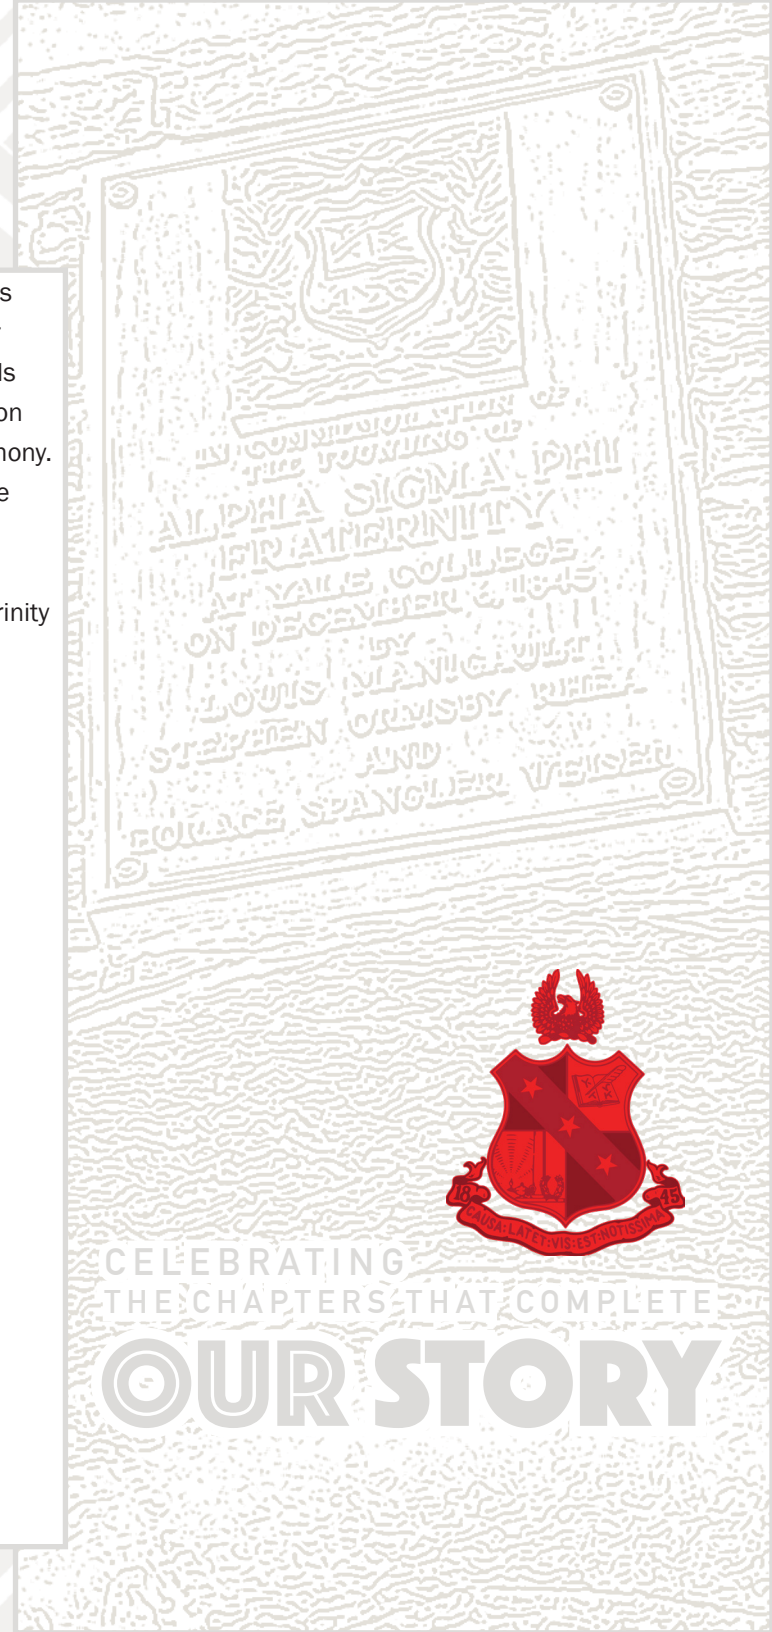 s
ls
on
nony.
e
rinity
IN COMMEMORATION OF
THE FOUNDING OF
ALPHA SIGMA PHI
FRATERNITY
AT YALE COLLEGE
ON DECEMBER 6, 1845
BY
LOUIS MANIGAULT
STEPHEN ORMSBY RHEA
AND
HORACE SPANGLER WEISER
18 45
CAUSA:LATET:VIS:EST:NOTISSIMA
CELEBRATING
THE CHAPTERS THAT COMPLETE
OUR STORY